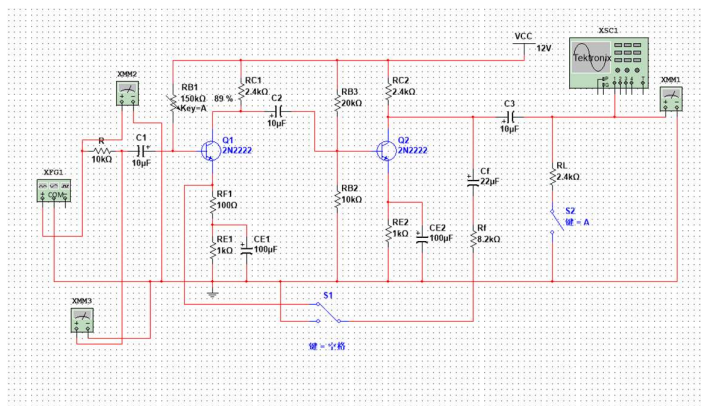 XSC1
Tektronix
VCC
12V
XMM2
XMM1
RB1
150kΩ
Key=A
89 %
RC1
2.4kΩ
C2
10µF
RB3
20kΩ
RC2
2.4kΩ
C3
10µF
R
10kΩ
C1
10µF
Q1
2N2222
Q2
2N2222
XFG1
COM
RF1
100Ω
RB2
10kΩ
Cf
22µF
RL
2.4kΩ
S2
键 = A
RE1
1kΩ
CE1
100µF
RE2
1kΩ
CE2
100µF
Rf
8.2kΩ
XMM3
S1
键 = 空格